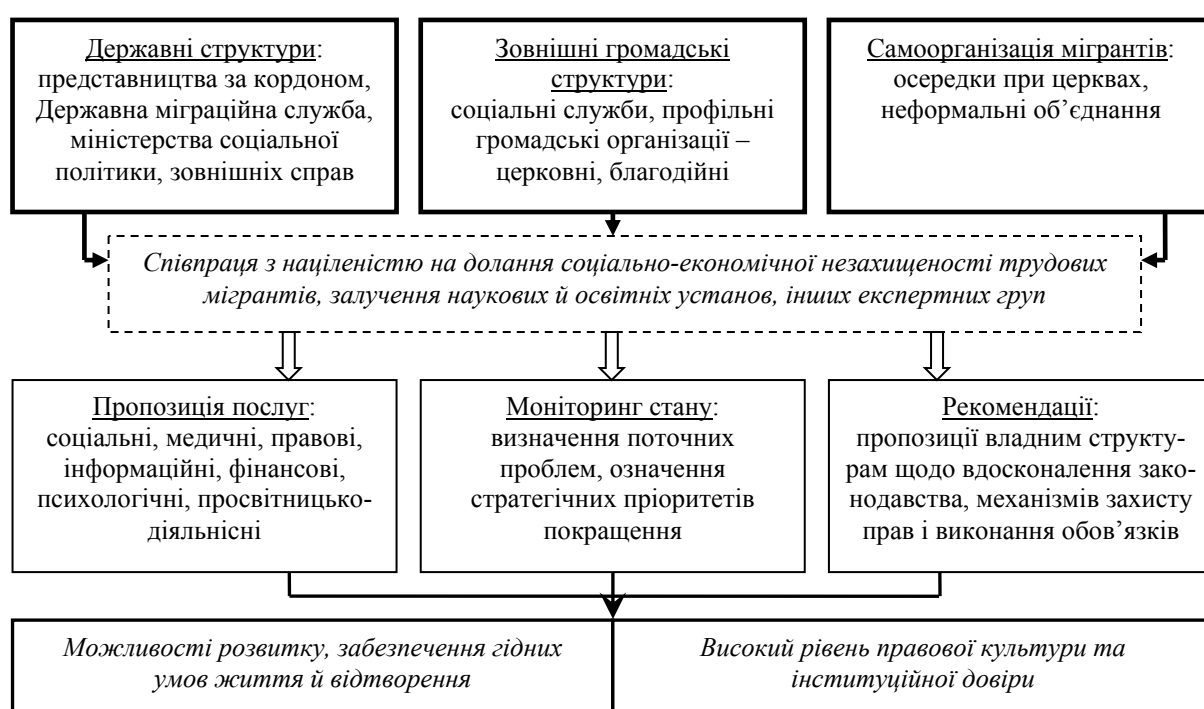 Державні структури:
представництва за кордоном,
Державна міграційна служба,
міністерства соціальної
політики, зовнішніх справ
Зовнішні громадські
структури:
соціальні служби, профільні
громадські організації –
церковні, благодійні
Самоорганізація мігрантів:
осередки при церквах,
неформальні об’єднання
Співпраця з націленістю на долання соціально-економічної незахищеності трудових
мігрантів, залучення наукових й освітніх установ, інших експертних груп
Пропозиція послуг:
соціальні, медичні, правові,
інформаційні, фінансові,
психологічні, просвітницько-
діяльнісні
Моніторинг стану:
визначення поточних
проблем, означення
стратегічних пріоритетів
покращення
Рекомендації:
пропозиції владним структу-
рам щодо вдосконалення зако-
нодавства, механізмів захисту
прав і виконання обов’язків
Можливості розвитку, забезпечення гідних
умов життя й відтворення
Високий рівень правової культури та
інституційної довіри